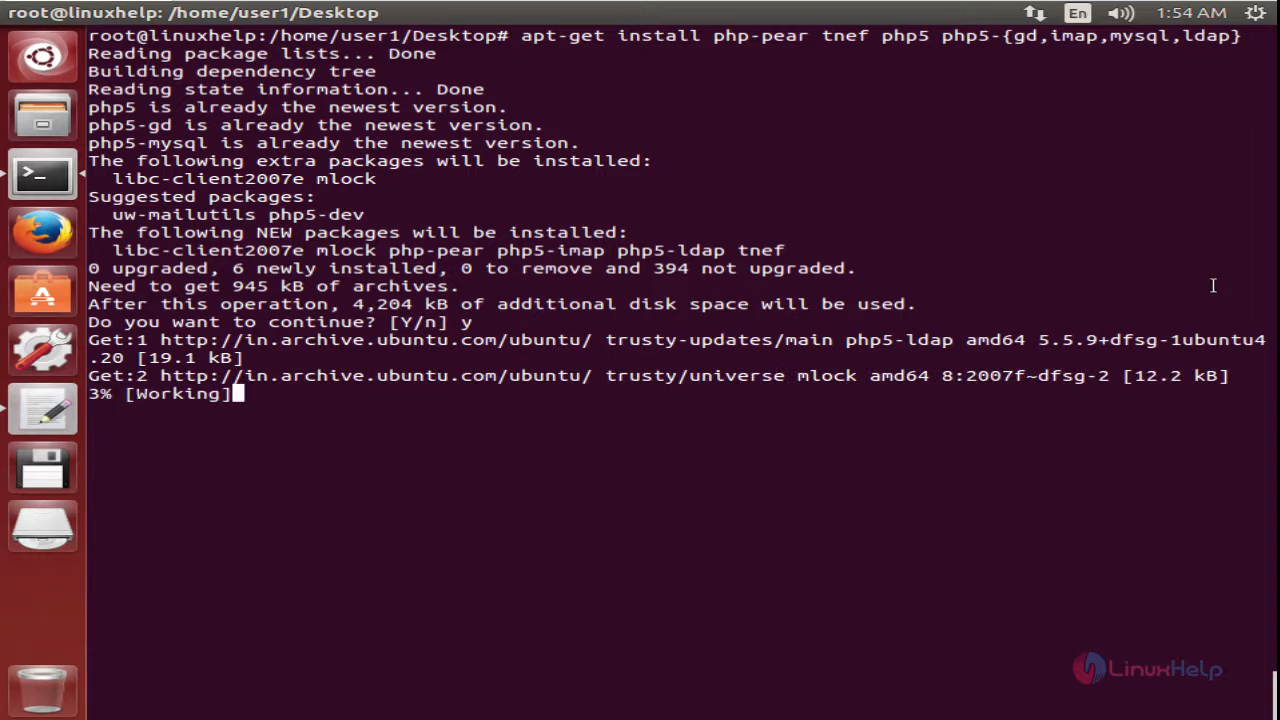 root@linuxhelp: /home/user1/Desktop
En
1:54 AM
root@linuxhelp:/home/user1/Desktop# apt-get install php-pear tnef php5 php5-{gd,imap,mysql,ldap}
Reading package lists... Done
Building dependency tree
Reading state information... Done
php5 is already the newest version.
php5-gd is already the newest version.
php5-mysql is already the newest version.
The following extra packages will be installed:
  libc-client2007e mlock
Suggested packages:
  uw-mailutils php5-dev
The following NEW packages will be installed:
  libc-client2007e mlock php-pear php5-imap php5-ldap tnef
0 upgraded, 6 newly installed, 0 to remove and 394 not upgraded.
Need to get 945 kB of archives.
After this operation, 4,204 kB of additional disk space will be used.
Do you want to continue? [Y/n] y
Get:1 http://in.archive.ubuntu.com/ubuntu/ trusty-updates/main php5-ldap amd64 5.5.9+dfsg-1ubuntu4
.20 [19.1 kB]
Get:2 http://in.archive.ubuntu.com/ubuntu/ trusty/universe mlock amd64 8:2007f~dfsg-2 [12.2 kB]
3% [Working]
LinuxHelp